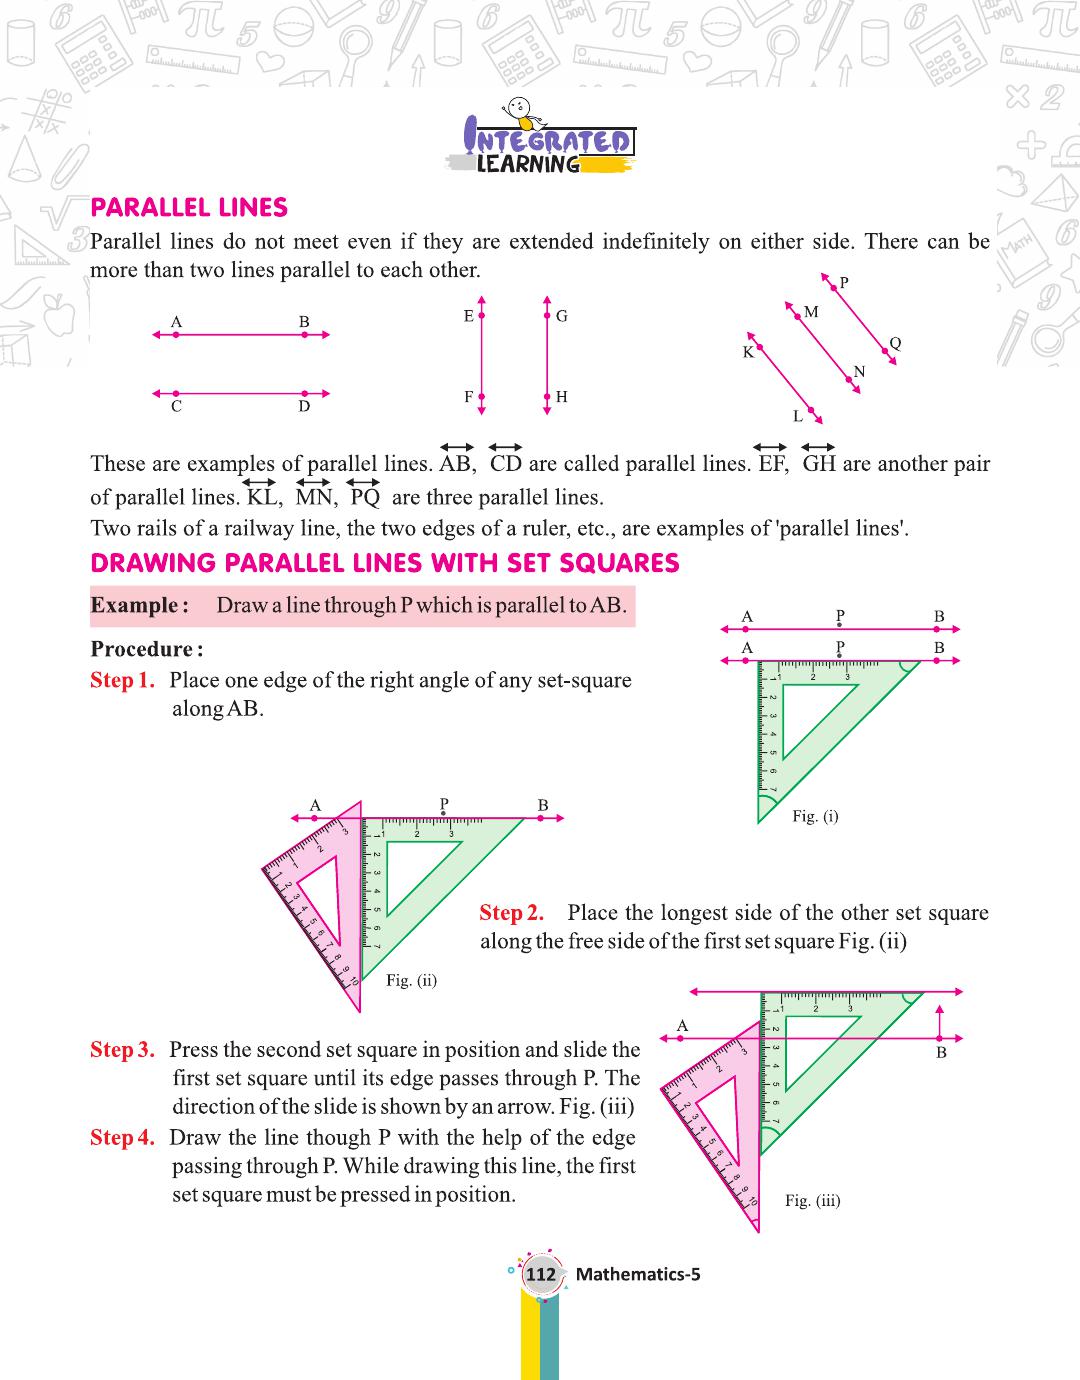 INTEGRATED
LEARNING
PARALLEL LINES
Parallel lines do not meet even if they are extended indefinitely on either side. There can be
more than two lines parallel to each other.
A B
C D
E G
F H
P
M
Q
K
N
L
These are examples of parallel lines. AB, CD are called parallel lines. EF, GH are another pair
of parallel lines. KL, MN, PQ are three parallel lines.
Two rails of a railway line, the two edges of a ruler, etc., are examples of 'parallel lines'.
DRAWING PARALLEL LINES WITH SET SQUARES
Example : Draw a line through P which is parallel to AB.
A P B
A P B
1 2 3
1 2 3 4 5 6 7
Fig. (i)
Procedure :
Step 1. Place one edge of the right angle of any set-square
along AB.
A P B
1 2 3
1 2 3 4 5 6 7 8 9 10
1 2 3
1 2 3 4 5 6 7
Fig. (ii)
Step 2. Place the longest side of the other set square
along the free side of the first set square Fig. (ii)
Step 3. Press the second set square in position and slide the
first set square until its edge passes through P. The
direction of the slide is shown by an arrow. Fig. (iii)
Step 4. Draw the line though P with the help of the edge
passing through P. While drawing this line, the first
set square must be pressed in position.
A
B
1 2 3
1 2 3 4 5 6 7 8 9 10
1 2 3
1 2 3 4 5 6 7
Fig. (iii)
112 Mathematics-5
MATH
× 2